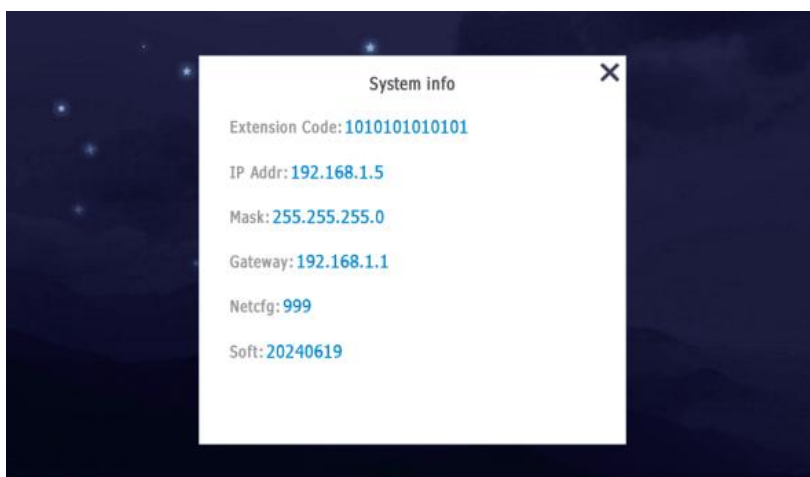 System info
Extension Code: 1010101010101
IP Addr: 192.168.1.5
Mask: 255.255.255.0
Gateway: 192.168.1.1
Netcfg: 999
Soft: 20240619